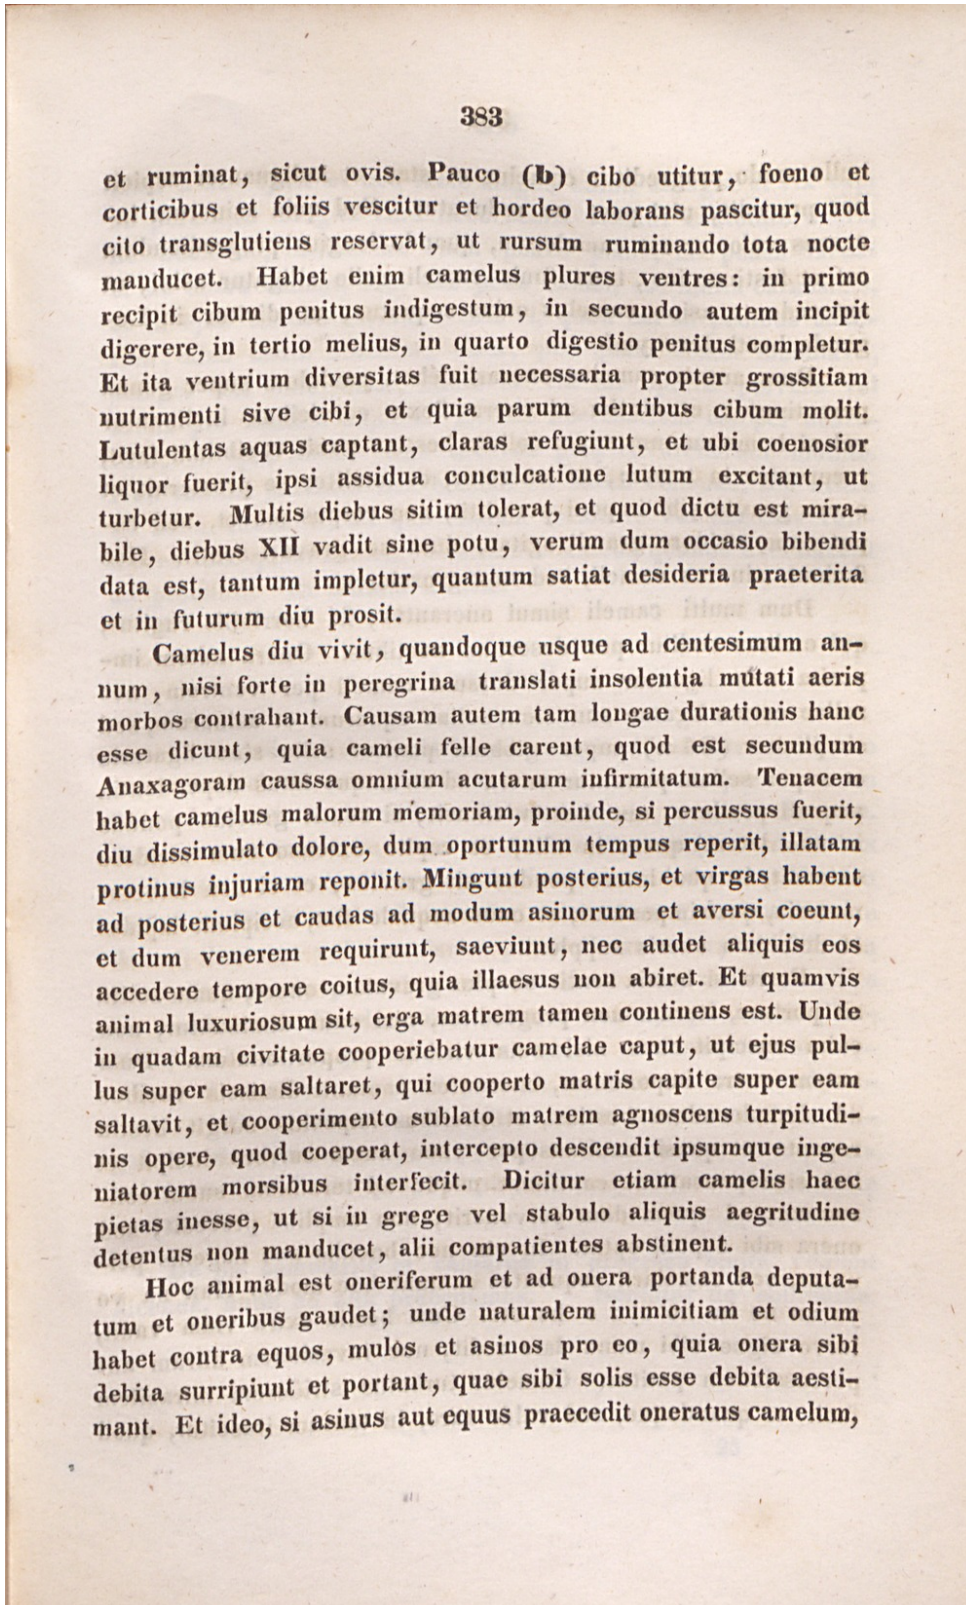 383
et ruminat, sicut ovis. Pauco (b) cibo utitur, foeno et
corticibus et foliis vescitur et hordeo laborans pascitur, quod
cito transglutiens reservat, ut rursum ruminando tota nocte
manducet. Habet enim camelus plures ventres: in primo
recipit cibum penitus indigestum, in secundo autem incipit
digerere, in tertio melius, in quarto digestio penitus completur.
Et ita ventrium diversitas fuit necessaria propter grossitiam
nutrimenti sive cibi, et quia parum dentibus cibum molit.
Lutulentas aquas captant, claras refugiunt, et ubi coenosior
liquor fuerit, ipsi assidua conculcatione lutum excitant, ut
turbetur. Multis diebus sitim tolerat, et quod dictu est mira-
bile, diebus XII vadit sine potu, verum dum occasio bibendi
data est, tantum impletur, quantum satiat desideria praeterita
et in futurum diu prosit.
Camelus diu vivit, quandoque usque ad centesimum an-
num, nisi forte in peregrina translati insolentia mutati aeris
morbos contrahant. Causam autem tam longae durationis hanc
esse dicunt, quia cameli felle carent, quod est secundum
Anaxagoram caussa omnium acutarum infirmitatum. Tenacem
habet camelus malorum memoriam, proinde, si percussus fuerit,
diu dissimulato dolore, dum oportunum tempus reperit, illatam
protinus injuriam reponit. Mingunt posterius, et virgas habent
ad posterius et caudas ad modum asinorum et aversi coeunt,
et dum venerem requirunt, saeviunt, nec audet aliquis eos
accedere tempore coitus, quia illaesus non abiret. Et quamvis
animal luxuriosum sit, erga matrem tamen continens est. Unde
in quadam civitate cooperiebatur camelae caput, ut ejus pul-
lus super eam saltaret, qui cooperto matris capite super eam
saltavit, et cooperimento sublato matrem agnoscens turpitudi-
nis opere, quod coeperat, intercepto descendit ipsumque inge-
niatorem morsibus interfecit. Dicitur etiam camelis haec
pietas inesse, ut si in grege vel stabulo aliquis aegritudine
detentus non manducet, alii compatientes abstinent.
Hoc animal est oneriferum et ad onera portanda deputa-
tum et oneribus gaudet; unde naturalem inimicitiam et odium
habet contra equos, mulos et asinos pro eo, quia onera sibi
debita surripiunt et portant, quae sibi solis esse debita aesti-
mant. Et ideo, si asinus aut equus praecedit oneratus camelum,